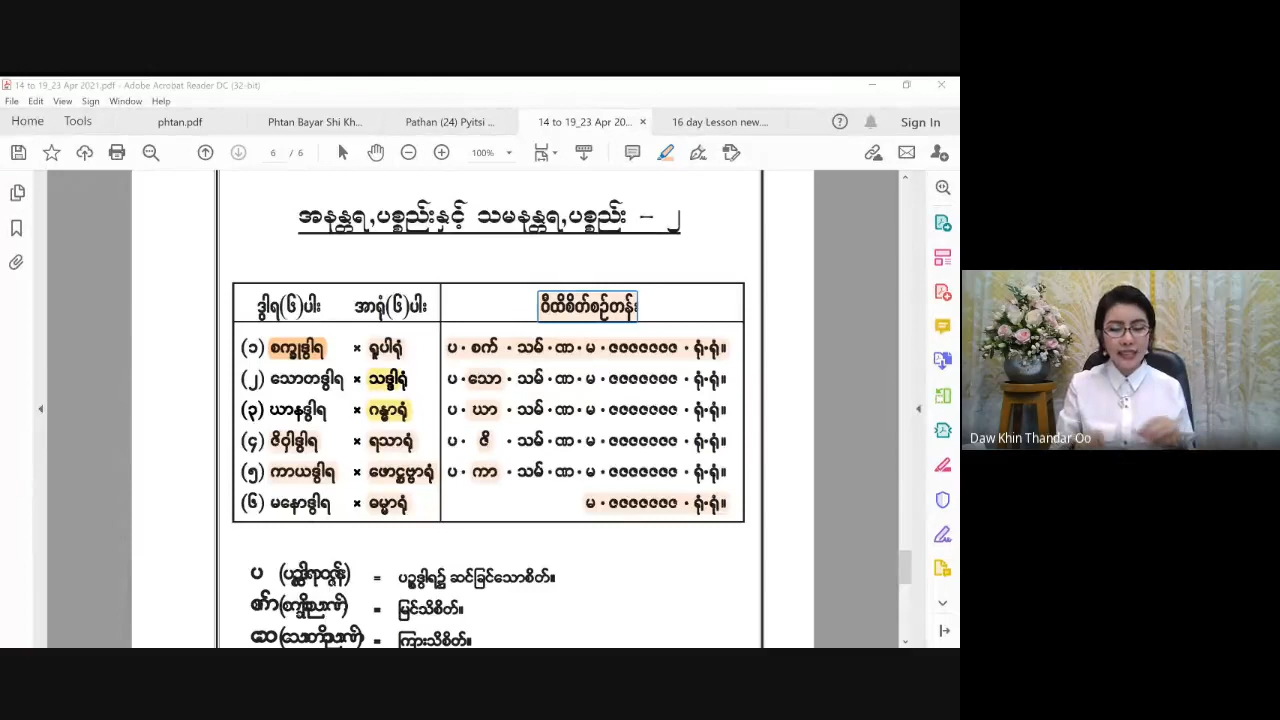 14 to 19_23 Apr 2021.pdf - Adobe Acrobat Reader DC (32-bit)
File Edit View Sign Window Help
Home Tools phtan.pdf Phtan Bayar Shi Kh... Pathan (24) Pyitsi ... 14 to 19_23 Apr 20... × 16 day Lesson new.... Sign In
6 / 6 100%
အနန္တရ,ပစ္စည်းနှင့် သမနန္တရ,ပစ္စည်း – ၂
ဒွါရ(၆)ပါး အာရုံ(၆)ပါး ဝီထိစိတ်စဉ်တန်း
(၁) စက္ခုဒွါရ × ရူပါရုံ ပ · စက် · သမ် · ဏ · မ · ဇဇဇဇဇဇဇ · ရုံ · ရုံ။
(၂) သောတဒွါရ × သဒ္ဒါရုံ ပ · သော · သမ် · ဏ · မ · ဇဇဇဇဇဇဇ · ရုံ · ရုံ။
(၃) ဃာနဒွါရ × ဂန္ဓာရုံ ပ · ဃာ · သမ် · ဏ · မ · ဇဇဇဇဇဇဇ · ရုံ · ရုံ။
(၄) ဇိဝှါဒွါရ × ရသာရုံ ပ · ဇိ · သမ် · ဏ · မ · ဇဇဇဇဇဇဇ · ရုံ · ရုံ။
(၅) ကာယဒွါရ × ဖောဋ္ဌဗ္ဗာရုံ ပ · ကာ · သမ် · ဏ · မ · ဇဇဇဇဇဇဇ · ရုံ · ရုံ။
(၆) မနောဒွါရ × ဓမ္မာရုံ မ · ဇဇဇဇဇဇဇ · ရုံ · ရုံ။
ပ = ပဉ္စဒွါရ၌ ဆင်ခြင်သောစိတ်။
= မြင်သိစိတ်။
= ကြားသိစိတ်။
Daw Khin Thandar Oo